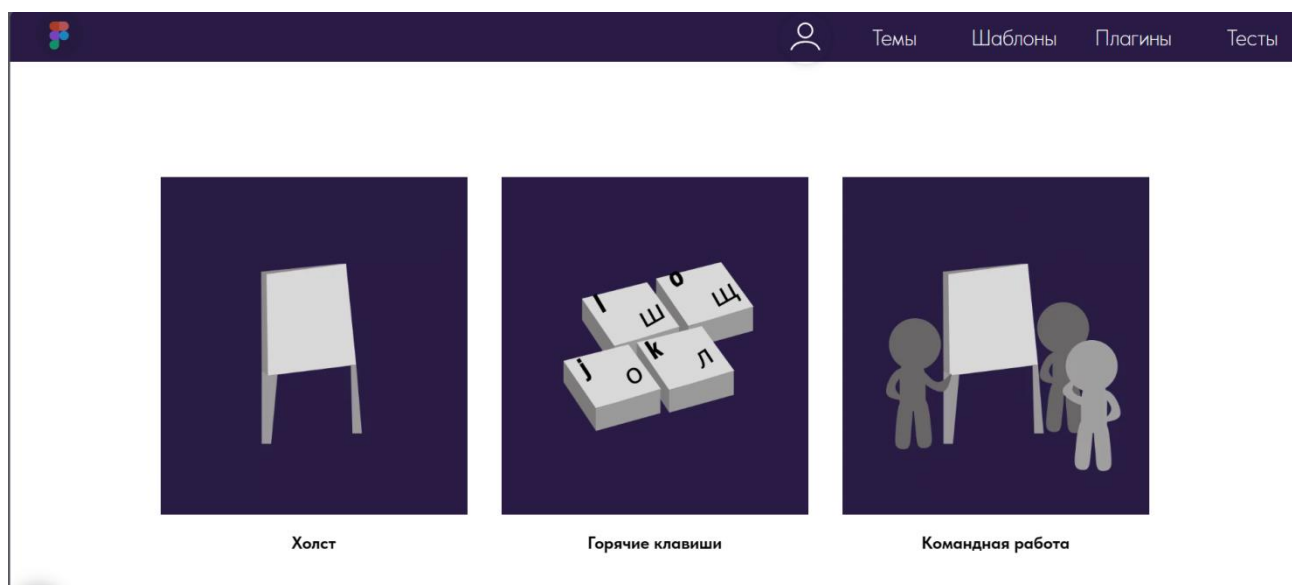 Темы Шаблоны Плагины Тесты
l ш o щ
j о k л
Холст Горячие клавиши Командная работа